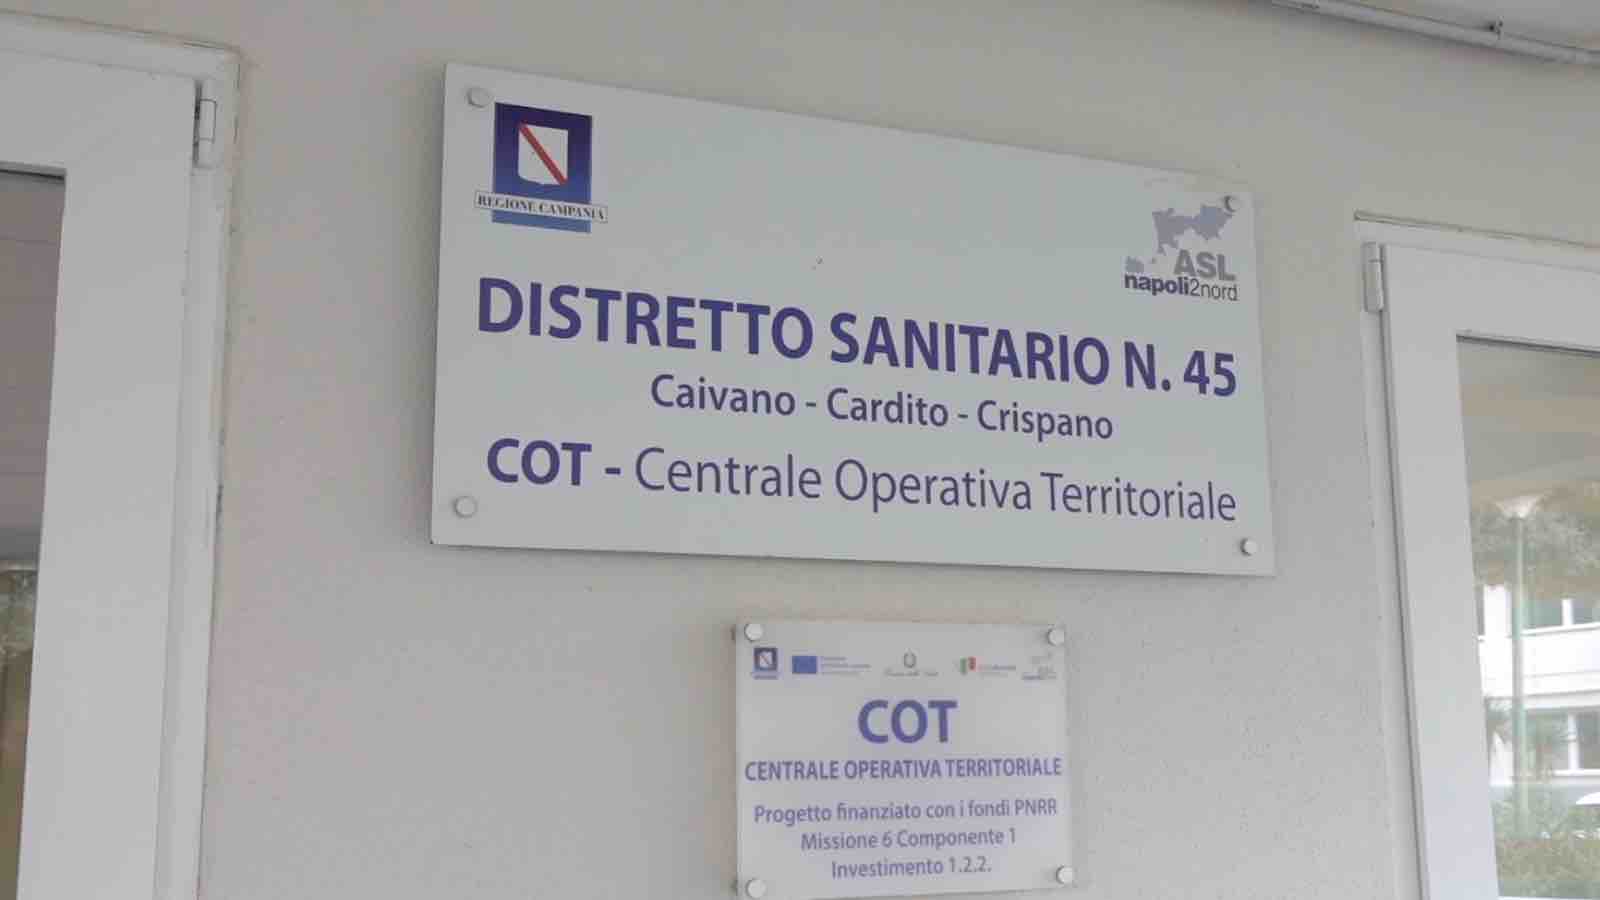 REGIONE CAMPANIA
ASL
napoli2nord
DISTRETTO SANITARIO N. 45
Caivano - Cardito - Crispano
COT - Centrale Operativa Territoriale
COT
CENTRALE OPERATIVA TERRITORIALE
Progetto finanziato con i fondi PNRR
Missione 6 Componente 1
Investimento 1.2.2.